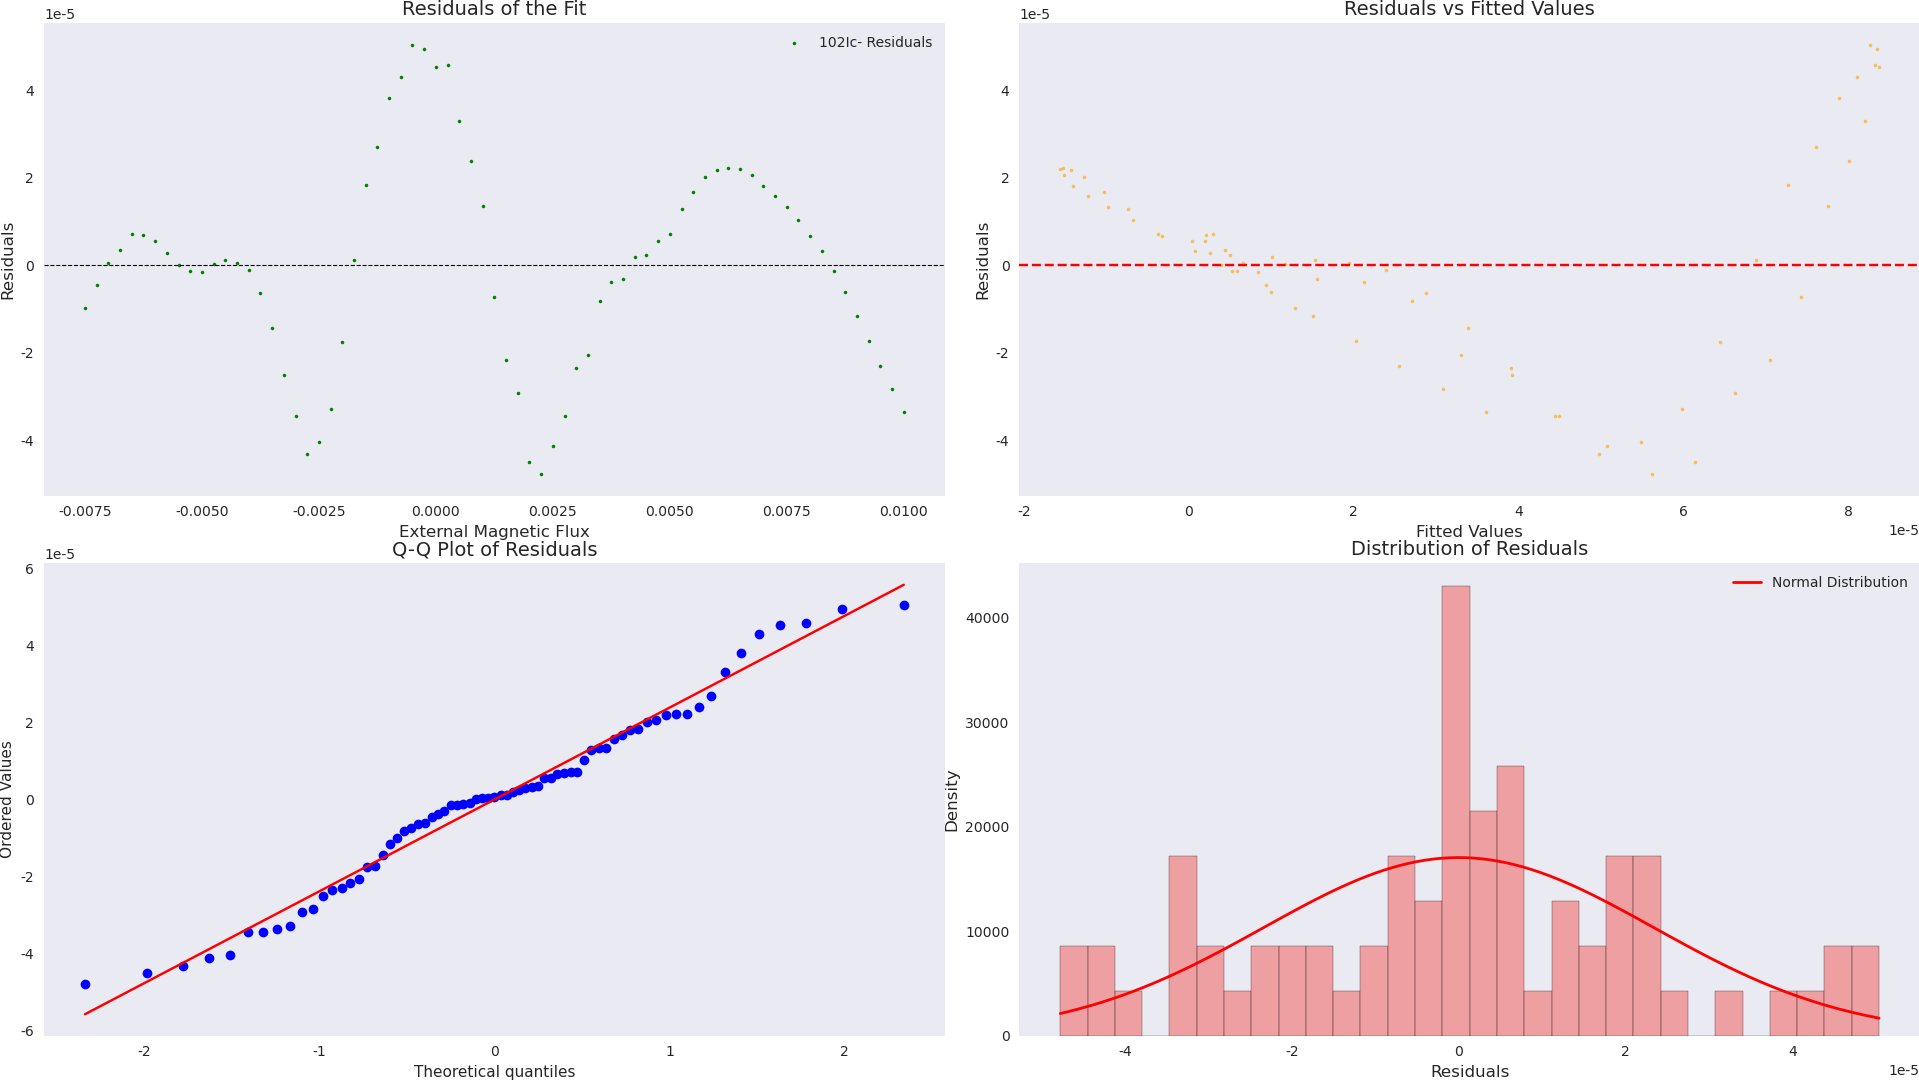 Residuals of the Fit
1e-5
102Ic- Residuals
4
2
0
-2
-4
Residuals
-0.0075 -0.0050 -0.0025 0.0000 0.0025 0.0050 0.0075 0.0100
External Magnetic Flux
Residuals vs Fitted Values
1e-5
4
2
0
-2
-4
Residuals
-2 0 2 4 6 8
1e-5
Fitted Values
Q-Q Plot of Residuals
1e-5
6
4
2
0
-2
-4
-6
Ordered Values
-2 -1 0 1 2
Theoretical quantiles
Distribution of Residuals
Normal Distribution
40000
30000
20000
10000
0
Density
-4 -2 0 2 4
1e-5
Residuals